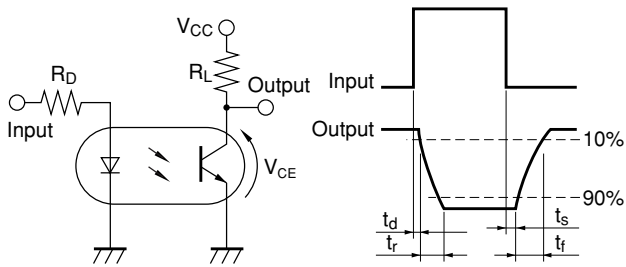 VCC
RD
RL
Output
Input
VCE
Input
Output
10%
90%
td
ts
tr
tf